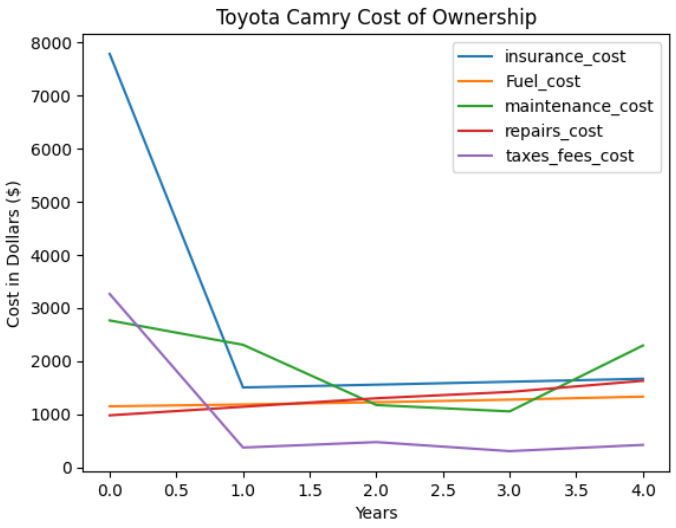 Toyota Camry Cost of Ownership
8000
7000
6000
5000
4000
3000
2000
1000
0
Cost in Dollars ($)
insurance_cost
Fuel_cost
maintenance_cost
repairs_cost
taxes_fees_cost
0.0 0.5 1.0 1.5 2.0 2.5 3.0 3.5 4.0
Years